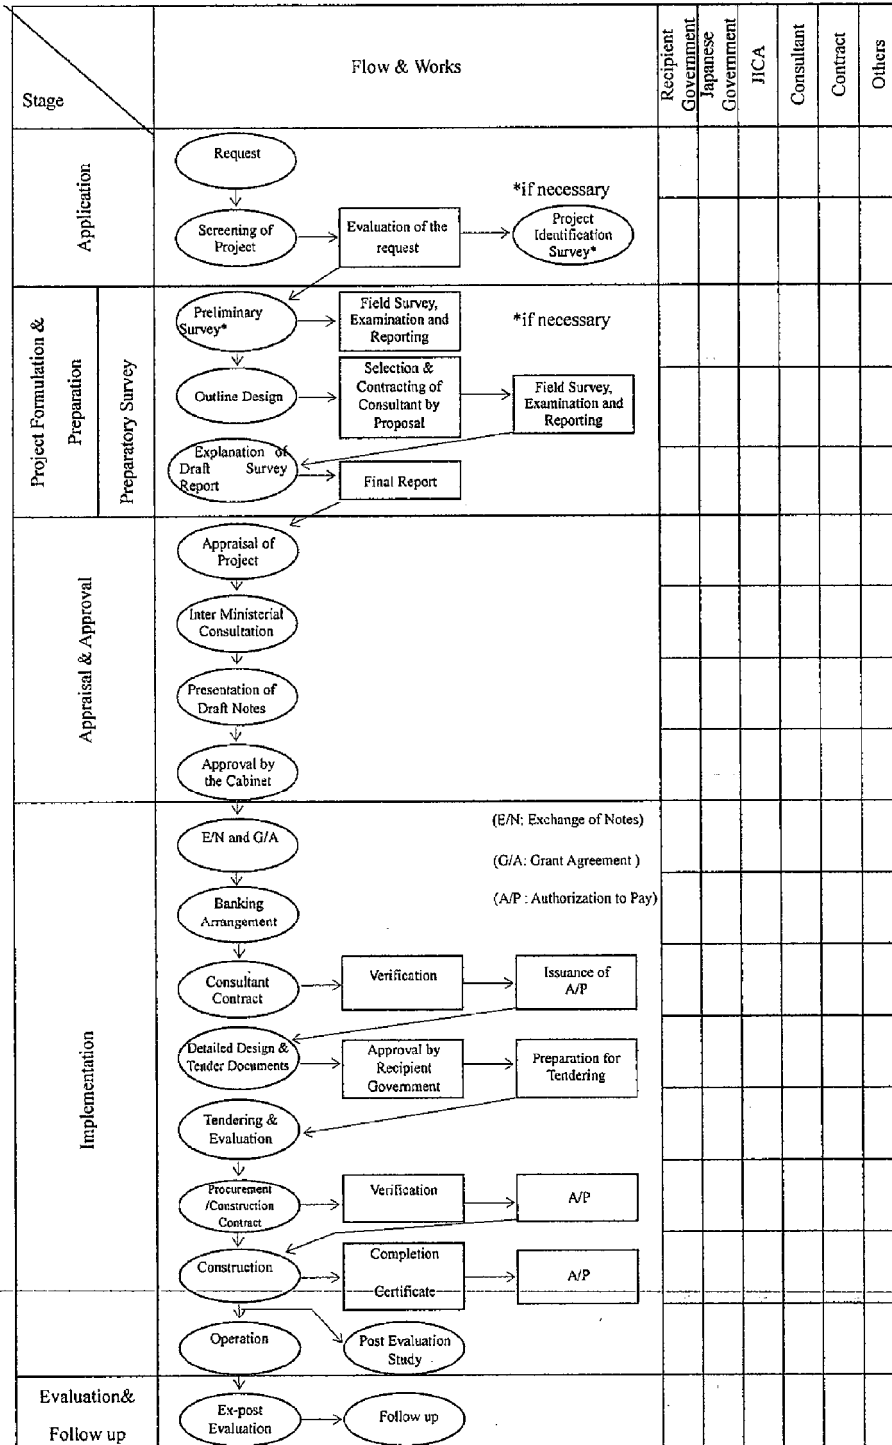 Stage
Flow & Works
Recipient
Government
Japanese
Government
JICA
Consultant
Contract
Others
Application
Request
*if necessary
Screening of
Project
Evaluation of the
request
Project
Identification
Survey*
Project Formulation &
Preparation
Preparatory Survey
Preliminary
Survey*
Field Survey,
Examination and
Reporting
*if necessary
Outline Design
Selection &
Contracting of
Consultant by
Proposal
Field Survey,
Examination and
Reporting
Explanation of
Draft Survey
Report
Final Report
Appraisal & Approval
Appraisal of
Project
Inter Ministerial
Consultation
Presentation of
Draft Notes
Approval by
the Cabinet
Implementation
E/N and G/A
(E/N: Exchange of Notes)
(G/A: Grant Agreement )
(A/P : Authorization to Pay)
Banking
Arrangement
Consultant
Contract
Verification
Issuance of
A/P
Detailed Design &
Tender Documents
Approval by
Recipient
Government
Preparation for
Tendering
Tendering &
Evaluation
Procurement
/Construction
Contract
Verification
A/P
Construction
Completion
Certificate
A/P
Operation
Post Evaluation
Study
Evaluation&
Follow up
Ex-post
Evaluation
Follow up